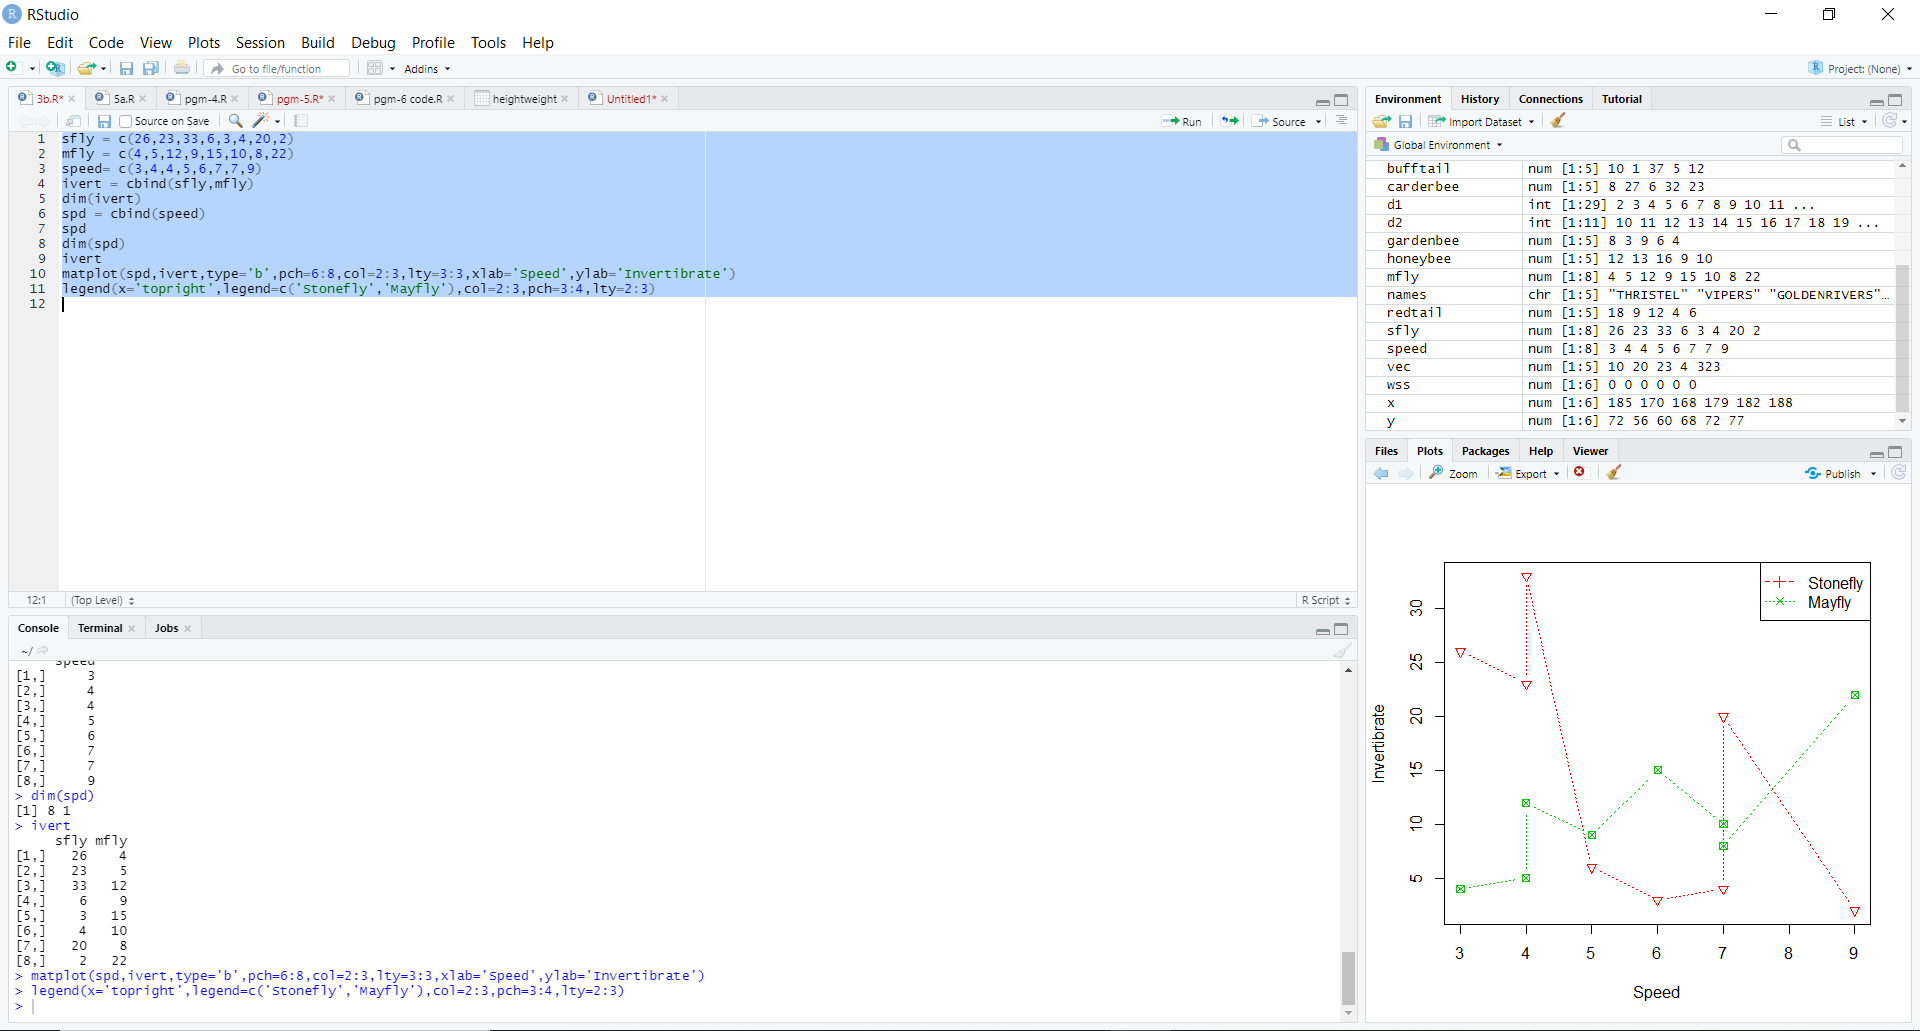 RStudio
File Edit Code View Plots Session Build Debug Profile Tools Help
Go to file/function Addins Project: (None)
3b.R* 5a.R pgm-4.R pgm-5.R* pgm-6 code.R heightweight Untitled1*
Source on Save Run Source
1 sfly = c(26,23,33,6,3,4,20,2)
2 mfly = c(4,5,12,9,15,10,8,22)
3 speed= c(3,4,4,5,6,7,7,9)
4 ivert = cbind(sfly,mfly)
5 dim(ivert)
6 spd = cbind(speed)
7 spd
8 dim(spd)
9 ivert
10 matplot(spd,ivert,type='b',pch=6:8,col=2:3,lty=3:3,xlab='Speed',ylab='Invertibrate')
11 legend(x='topright',legend=c('Stonefly','Mayfly'),col=2:3,pch=3:4,lty=2:3)
12
12:1 (Top Level) R Script
Console Terminal Jobs
~/
speed
[1,] 3
[2,] 4
[3,] 4
[4,] 5
[5,] 6
[6,] 7
[7,] 7
[8,] 9
> dim(spd)
[1] 8 1
> ivert
sfly mfly
[1,] 26 4
[2,] 23 5
[3,] 33 12
[4,] 6 9
[5,] 3 15
[6,] 4 10
[7,] 20 8
[8,] 2 22
> matplot(spd,ivert,type='b',pch=6:8,col=2:3,lty=3:3,xlab='Speed',ylab='Invertibrate')
> legend(x='topright',legend=c('Stonefly','Mayfly'),col=2:3,pch=3:4,lty=2:3)
>
Environment History Connections Tutorial
Import Dataset List
Global Environment
bufftail num [1:5] 10 1 37 5 12
carderbee num [1:5] 8 27 6 32 23
d1 int [1:29] 2 3 4 5 6 7 8 9 10 11 ...
d2 int [1:11] 10 11 12 13 14 15 16 17 18 19 ...
gardenbee num [1:5] 8 3 9 6 4
honeybee num [1:5] 12 13 16 9 10
mfly num [1:8] 4 5 12 9 15 10 8 22
names chr [1:5] "THRISTEL" "VIPERS" "GOLDENRIVERS"…
redtail num [1:5] 18 9 12 4 6
sfly num [1:8] 26 23 33 6 3 4 20 2
speed num [1:8] 3 4 4 5 6 7 7 9
vec num [1:5] 10 20 23 4 323
wss num [1:6] 0 0 0 0 0 0
x num [1:6] 185 170 168 179 182 188
y num [1:6] 72 56 60 68 72 77
Files Plots Packages Help Viewer
Zoom Export Publish
Stonefly
Mayfly
30
25
20
15
10
5
Invertibrate
3 4 5 6 7 8 9
Speed